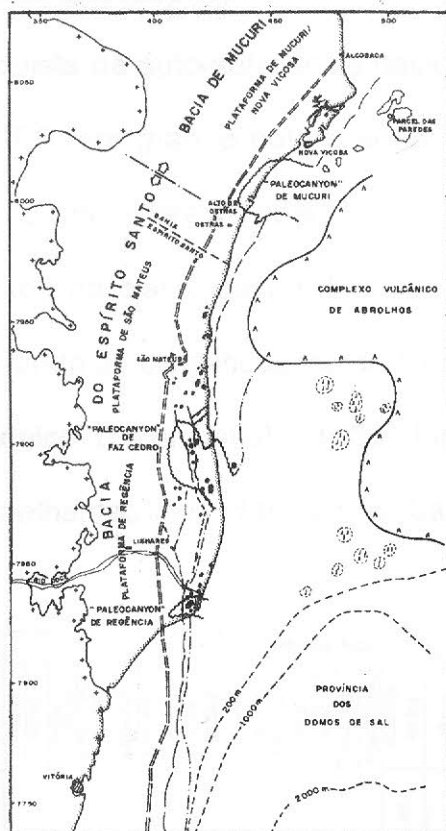 350
400
450
500
8050
8000
7950
7900
7850
7900
7750
ALCOBAÇA
BACIA DE MUCURI
PLATAFORMA DE MUCURI/
NOVA VIÇOSA
PARCEL DAS
PAREDES
NOVA VIÇOSA
"PALEOCANYON"
DE MUCURI
ALTO DE
OSTRAS
OSTRAS
BAHIA
ESPÍRITO SANTO
COMPLEXO VULCÂNICO
DE ABROLHOS
BACIA DO ESPÍRITO SANTO
PLATAFORMA DE SÃO MATEUS
SÃO MATEUS
"PALEOCANYON"
DE
FAZ CEDRO
PLATAFORMA DE REGÊNCIA
LINHARES
RIO DOCE
"PALEOCANYON"
DE REGÊNCIA
200m
1000m
2000m
PROVÍNCIA
DOS
DOMOS DE SAL
VITÓRIA